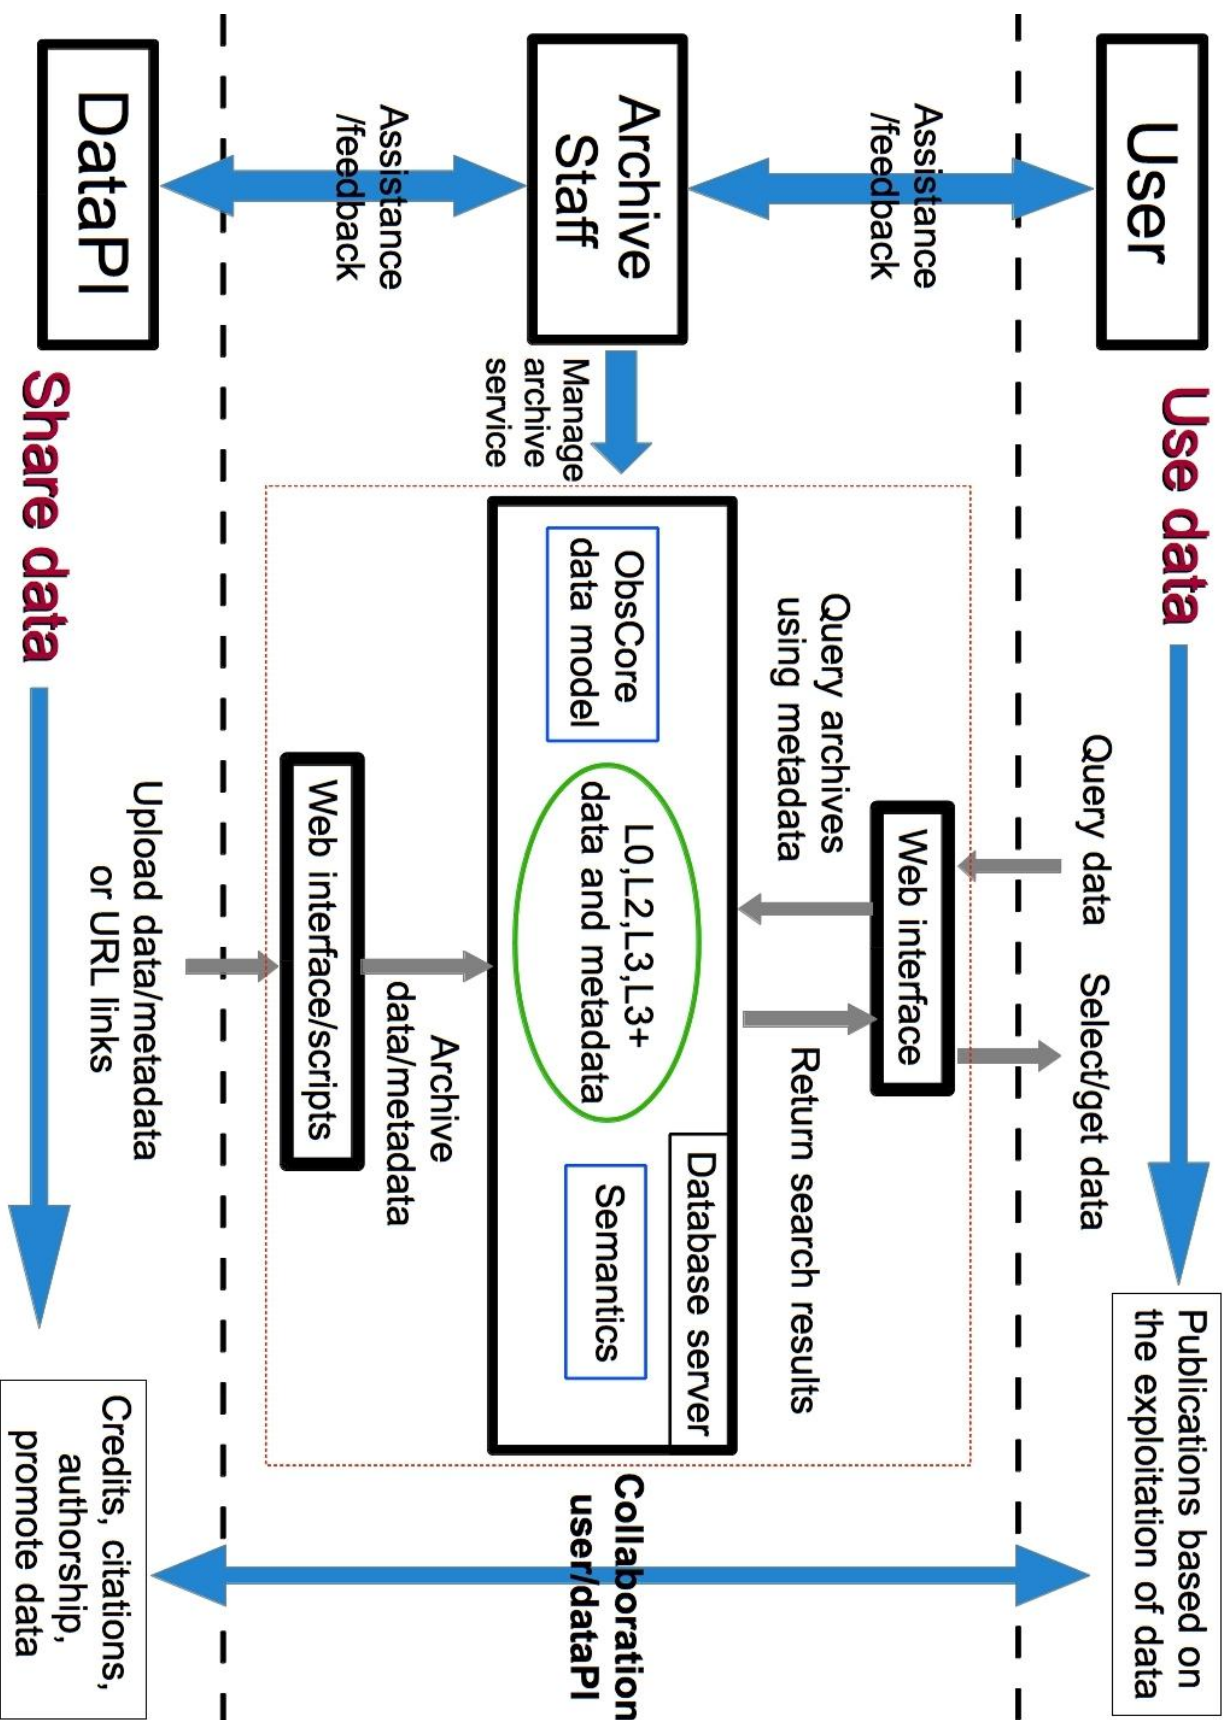 User
Use data
Query data
Select/get data
Publications based on
the exploitation of data
Assistance
/feedback
Web interface
Query archives
using metadata
Return search results
Archive
Staff
Manage
archive
service
Database server
ObsCore
data model
L0,L2,L3,L3+
data and metadata
Semantics
Collaboration
user/dataPI
Assistance
/feedback
Archive
data/metadata
Web interface/scripts
Upload data/metadata
or URL links
DataPI
Share data
Credits, citations,
authorship,
promote data